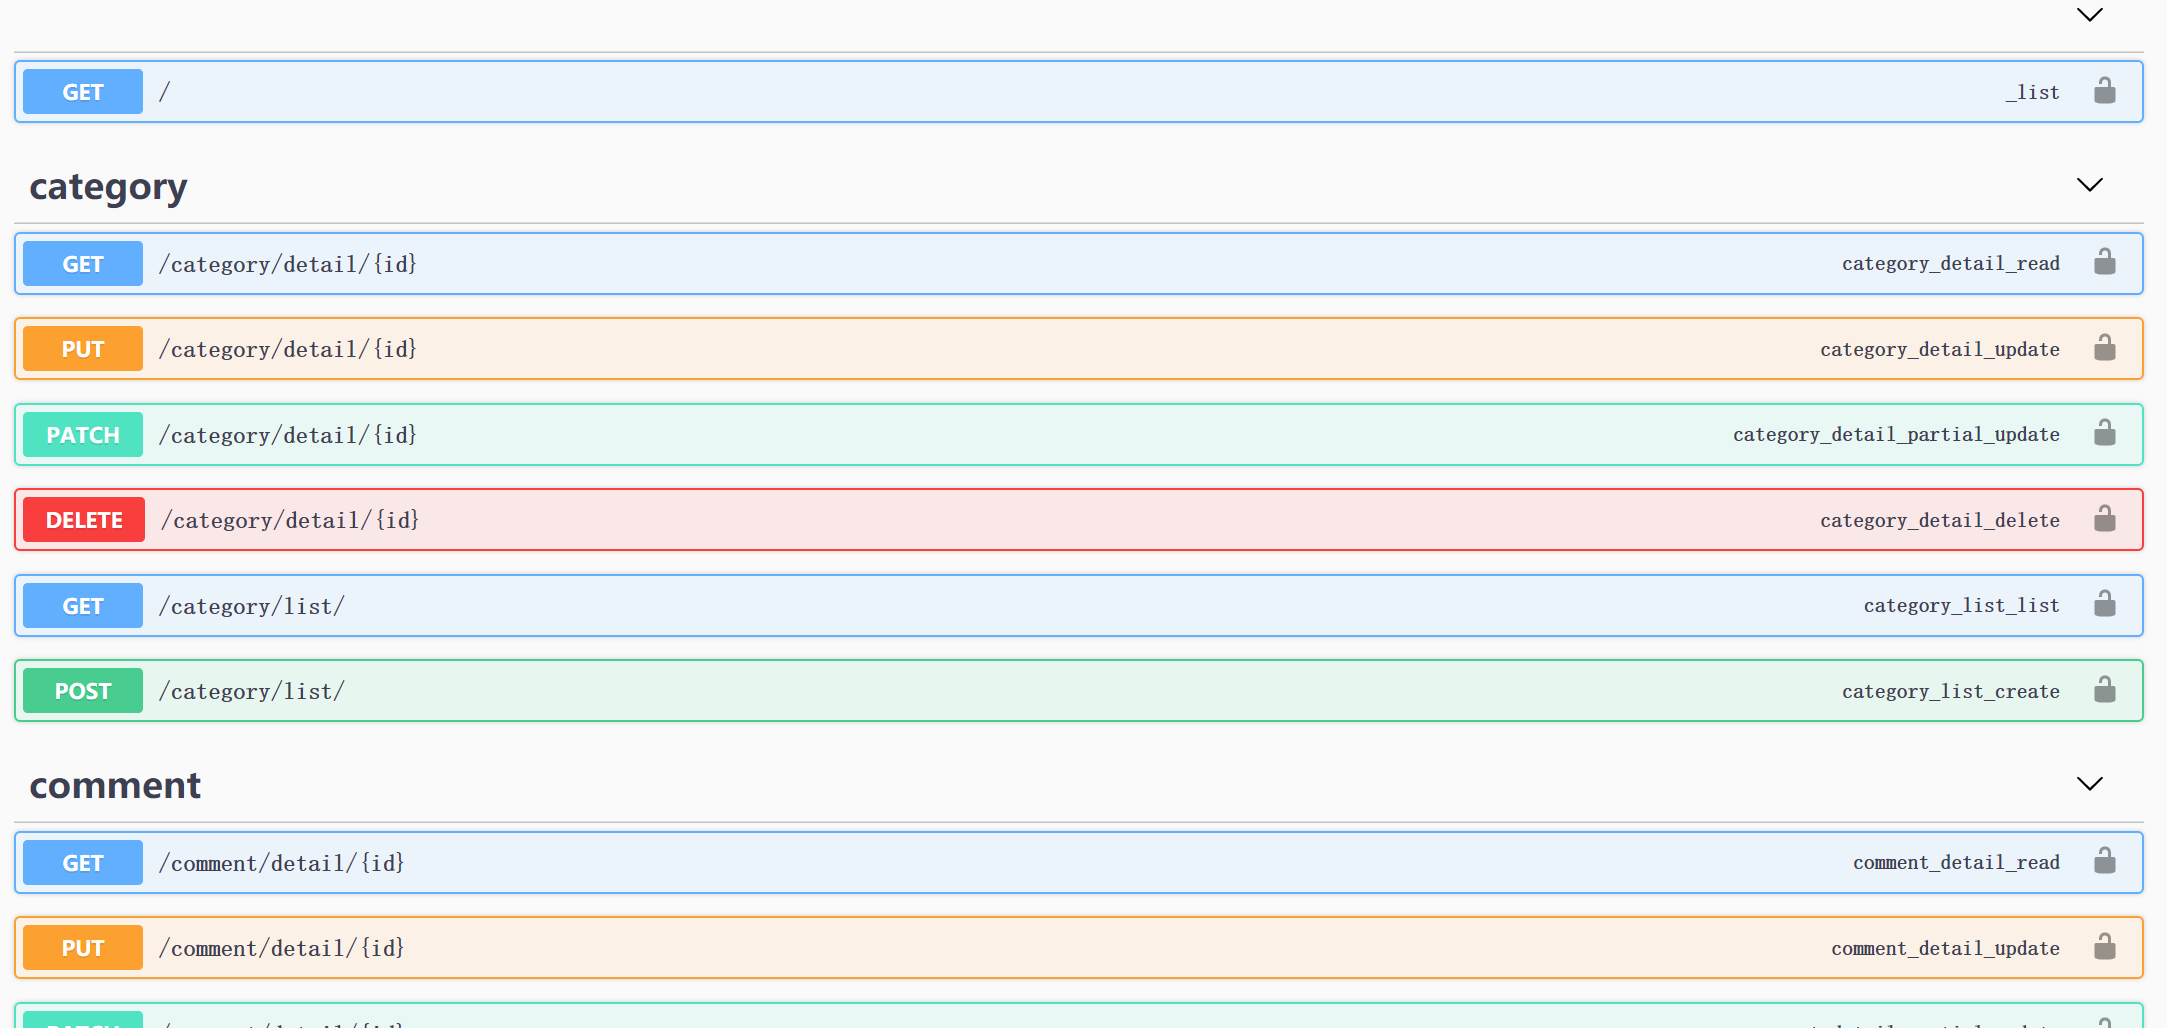 GET / _list
category
GET /category/detail/{id} category_detail_read
PUT /category/detail/{id} category_detail_update
PATCH /category/detail/{id} category_detail_partial_update
DELETE /category/detail/{id} category_detail_delete
GET /category/list/ category_list_list
POST /category/list/ category_list_create
comment
GET /comment/detail/{id} comment_detail_read
PUT /comment/detail/{id} comment_detail_update